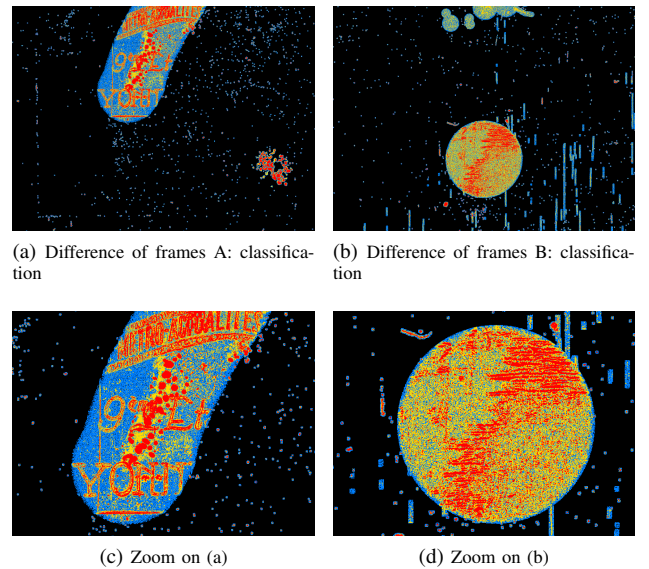 (a) Difference of frames A: classifica-
tion
(b) Difference of frames B: classifica-
tion
(c) Zoom on (a)
(d) Zoom on (b)